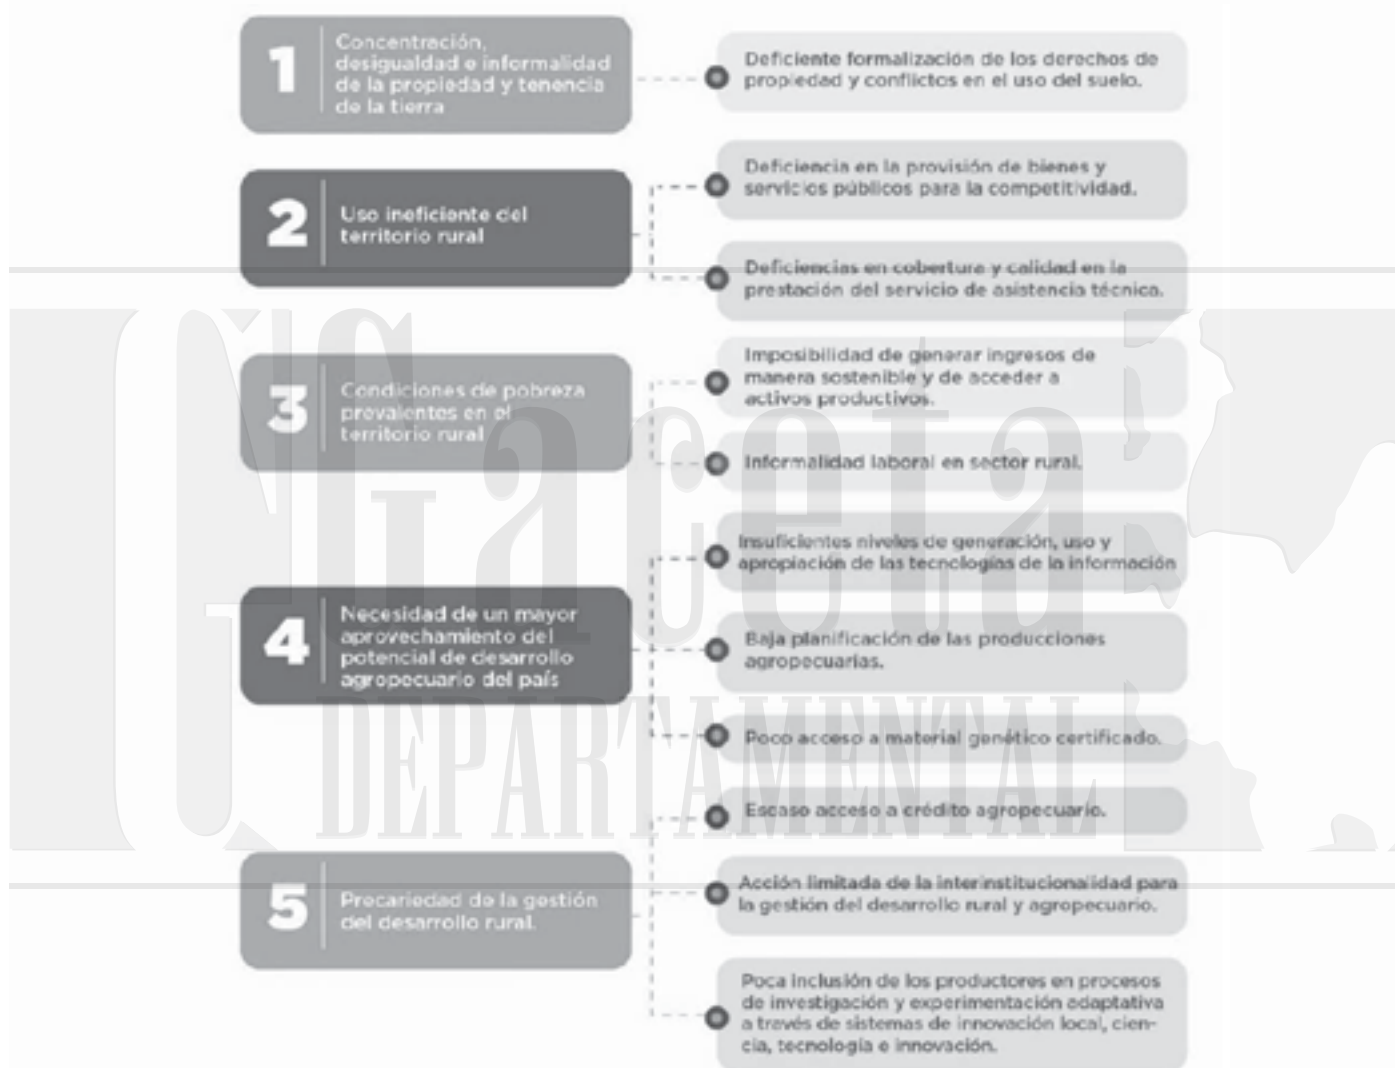 1
Concentración,
desigualdad e informalidad
de la propiedad y tenencia
de la tierra
Deficiente formalización de los derechos de
propiedad y conflictos en el uso del suelo.
2
Uso ineficiente del
territorio rural
Deficiencia en la provisión de bienes y
servicios públicos para la competitividad.
Deficiencias en cobertura y calidad en la
prestación del servicio de asistencia técnica.
3
Condiciones de pobreza
prevalentes en el
territorio rural
Imposibilidad de generar ingresos de
manera sostenible y de acceder a
activos productivos.
Informalidad laboral en sector rural.
4
Necesidad de un mayor
aprovechamiento del
potencial de desarrollo
agropecuario del país
Insuficientes niveles de generación, uso y
apropiación de las tecnologías de la información
Baja planificación de las producciones
agropecuarias.
Poco acceso a material genético certificado.
5
Precariedad de la gestión
del desarrollo rural.
Escaso acceso a crédito agropecuario.
Acción limitada de la interinstitucionalidad para
la gestión del desarrollo rural y agropecuario.
Poca inclusión de los productores en procesos
de investigación y experimentación adaptativa
a través de sistemas de innovación local, cien-
cia, tecnología e innovación.
Gaceta
DEPARTAMENTAL